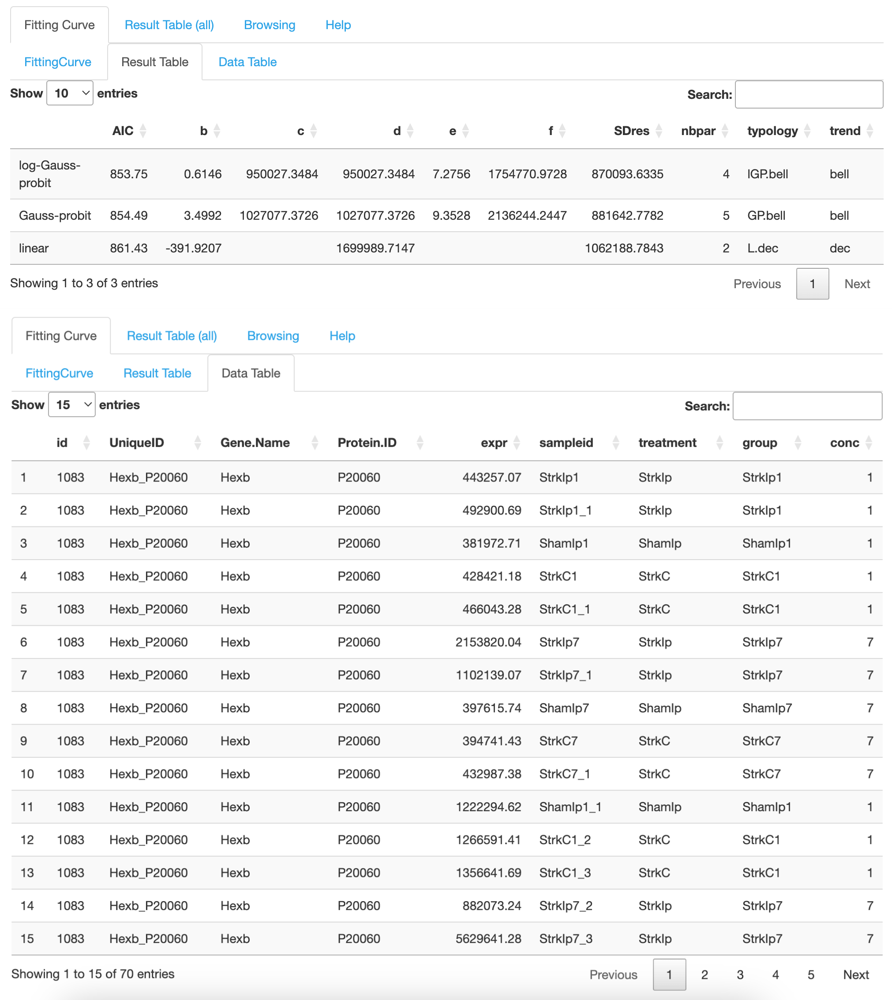 Fitting Curve Result Table (all) Browsing Help
FittingCurve Result Table Data Table
Show 10 entries Search:
AIC b c d e f SDres nbpar typology trend
log-Gauss-
probit 853.75 0.6146 950027.3484 950027.3484 7.2756 1754770.9728 870093.6335 4 lGP.bell bell
Gauss-probit 854.49 3.4992 1027077.3726 1027077.3726 9.3528 2136244.2447 881642.7782 5 GP.bell bell
linear 861.43 -391.9207 1699989.7147 1062188.7843 2 L.dec dec
Showing 1 to 3 of 3 entries Previous 1 Next
Fitting Curve Result Table (all) Browsing Help
FittingCurve Result Table Data Table
Show 15 entries Search:
id UniqueID Gene.Name Protein.ID expr sampleid treatment group conc
1 1083 Hexb_P20060 Hexb P20060 443257.07 StrkIp1 StrkIp StrkIp1 1
2 1083 Hexb_P20060 Hexb P20060 492900.69 StrkIp1_1 StrkIp StrkIp1 1
3 1083 Hexb_P20060 Hexb P20060 381972.71 ShamIp1 ShamIp ShamIp1 1
4 1083 Hexb_P20060 Hexb P20060 428421.18 StrkC1 StrkC StrkC1 1
5 1083 Hexb_P20060 Hexb P20060 466043.28 StrkC1_1 StrkC StrkC1 1
6 1083 Hexb_P20060 Hexb P20060 2153820.04 StrkIp7 StrkIp StrkIp7 7
7 1083 Hexb_P20060 Hexb P20060 1102139.07 StrkIp7_1 StrkIp StrkIp7 7
8 1083 Hexb_P20060 Hexb P20060 397615.74 ShamIp7 ShamIp ShamIp7 7
9 1083 Hexb_P20060 Hexb P20060 394741.43 StrkC7 StrkC StrkC7 7
10 1083 Hexb_P20060 Hexb P20060 432987.38 StrkC7_1 StrkC StrkC7 7
11 1083 Hexb_P20060 Hexb P20060 1222294.62 ShamIp1_1 ShamIp ShamIp1 1
12 1083 Hexb_P20060 Hexb P20060 1266591.41 StrkC1_2 StrkC StrkC1 1
13 1083 Hexb_P20060 Hexb P20060 1356641.69 StrkC1_3 StrkC StrkC1 1
14 1083 Hexb_P20060 Hexb P20060 882073.24 StrkIp7_2 StrkIp StrkIp7 7
15 1083 Hexb_P20060 Hexb P20060 5629641.28 StrkIp7_3 StrkIp StrkIp7 7
Showing 1 to 15 of 70 entries Previous 1 2 3 4 5 Next